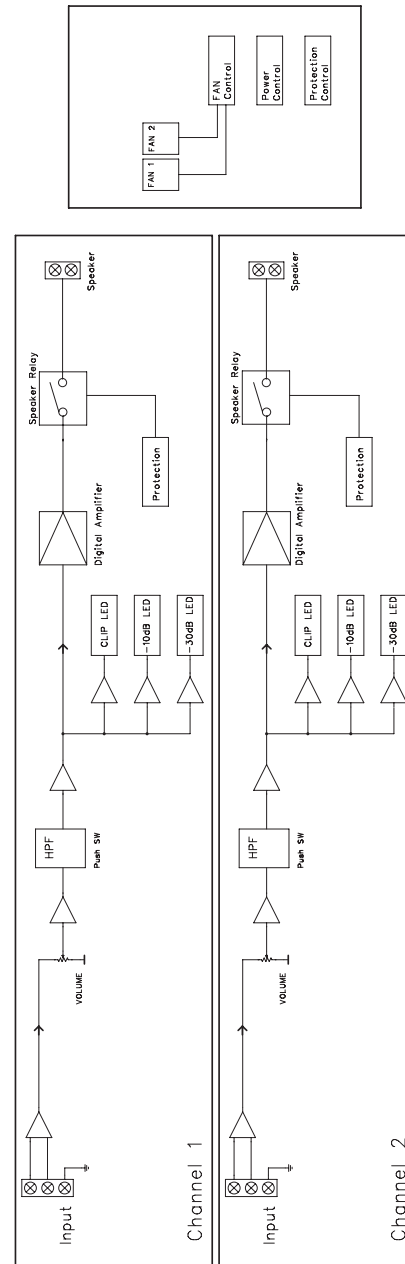 Channel 1
Input
VOLUME
HPF
Push SW
CLIP LED
-10dB LED
-30dB LED
Digital Amplifier
Protection
Speaker Relay
Speaker
Channel 2
Input
VOLUME
HPF
Push SW
CLIP LED
-10dB LED
-30dB LED
Digital Amplifier
Protection
Speaker Relay
Speaker
FAN 1
FAN 2
FAN
Control
Power
Control
Protection
Control